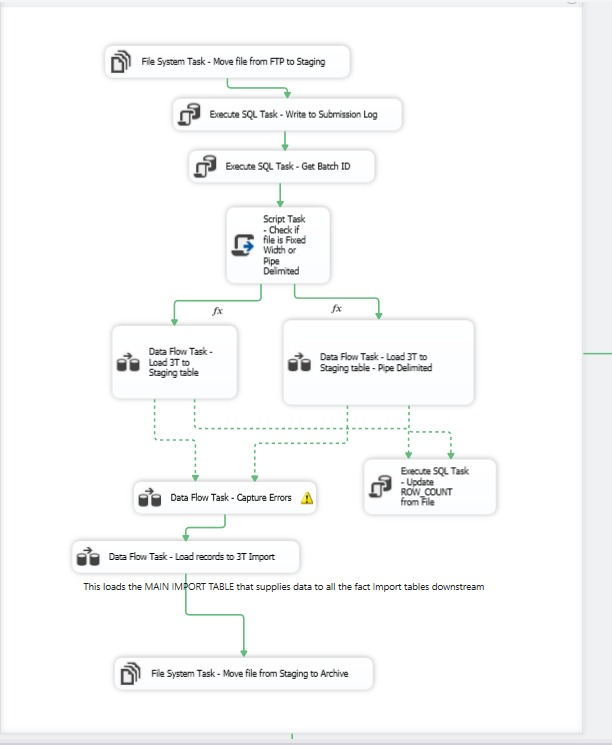 File System Task - Move file from FTP to Staging
Execute SQL Task - Write to Submission Log
Execute SQL Task - Get Batch ID
Script Task
- Check if
file is Fixed
Width or
Pipe
Delimited
fx
fx
Data Flow Task -
Load 3T to
Staging table
Data Flow Task - Load 3T to
Staging table - Pipe Delimited
Data Flow Task - Capture Errors
Execute SQL Task
- Update
ROW_COUNT
from File
Data Flow Task - Load records to 3T Import
This loads the MAIN IMPORT TABLE that supplies data to all the fact Import tables downstream
File System Task - Move file from Staging to Archive